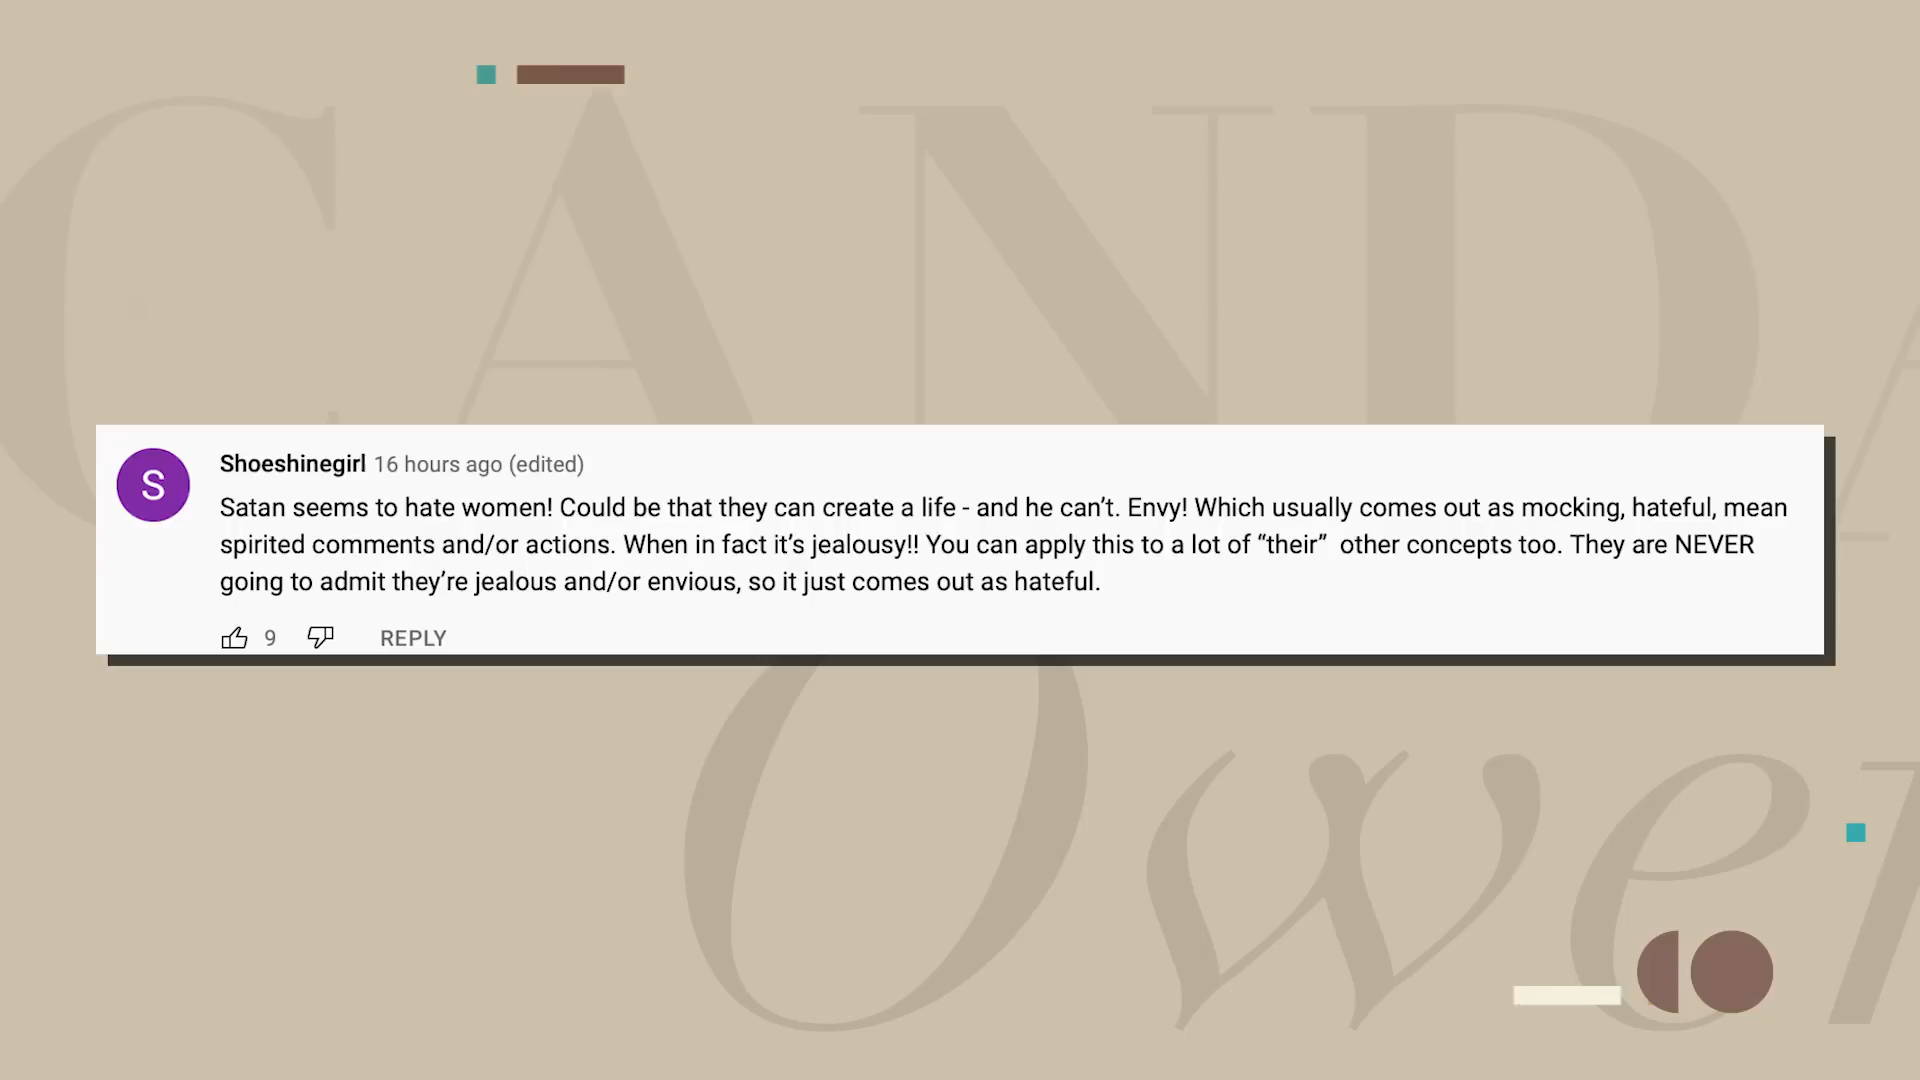 CANDA
Shoeshinegirl 16 hours ago (edited)
S
Satan seems to hate women! Could be that they can create a life - and he can’t. Envy! Which usually comes out as mocking, hateful, mean
spirited comments and/or actions. When in fact it’s jealousy!! You can apply this to a lot of “their”  other concepts too. They are NEVER
going to admit they’re jealous and/or envious, so it just comes out as hateful.
9 REPLY
Ower